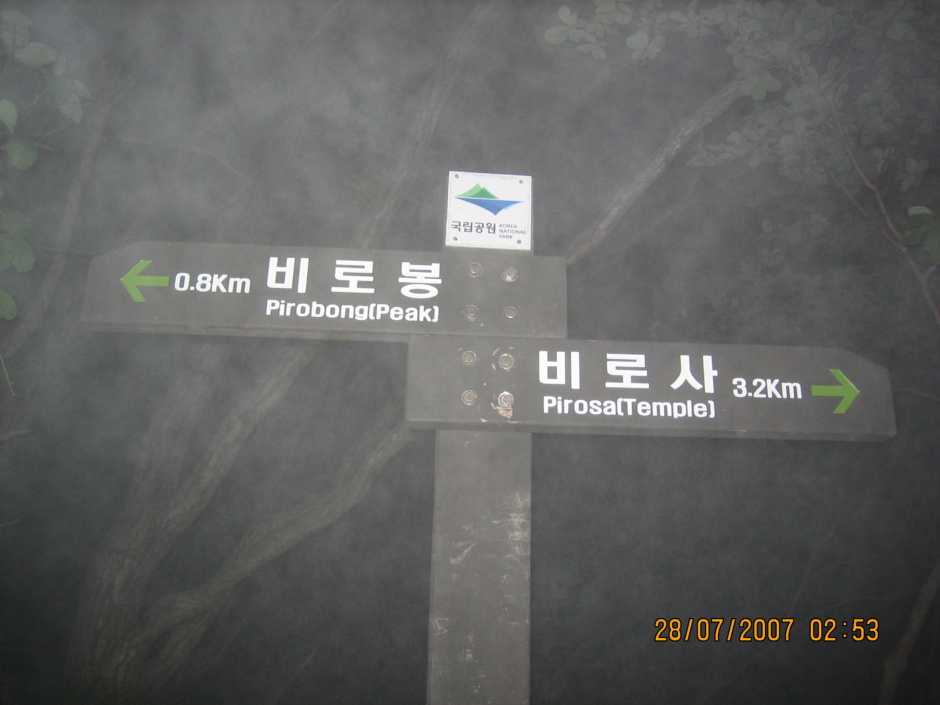 국립공원
KOREA
NATIONAL
PARK
0.8Km 비로봉
Pirobong(Peak)
비로사 3.2Km
Pirosa(Temple)
28/07/2007 02:53